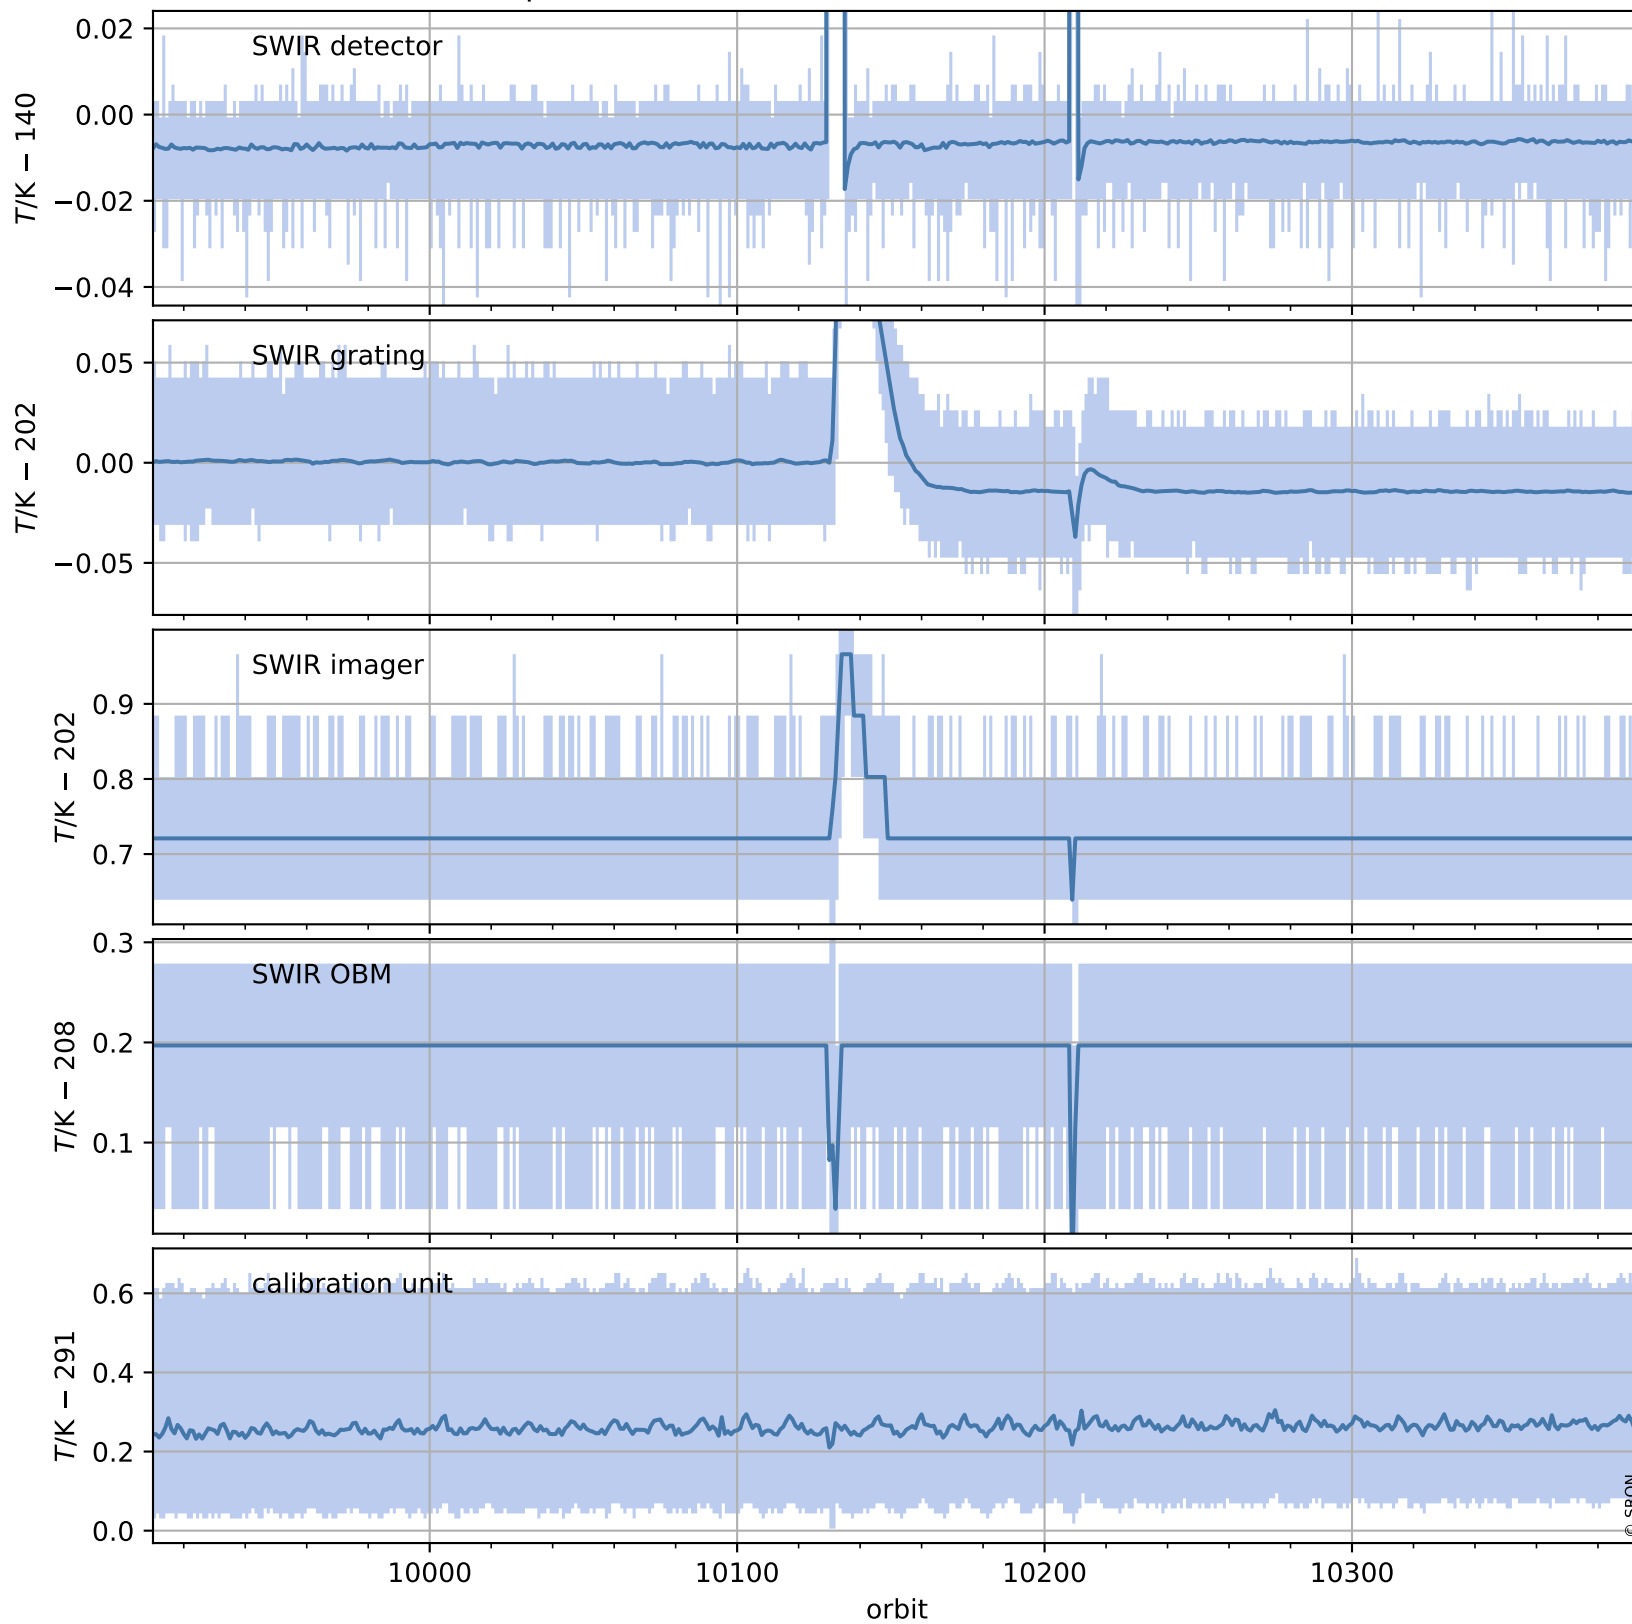 0.02
SWIR detector
0.00
−0.02
−0.04
T/K − 140
0.05
SWIR grating
0.00
−0.05
T/K − 202
SWIR imager
0.9
0.8
0.7
T/K − 202
0.3
SWIR OBM
0.2
0.1
T/K − 208
0.6
calibration unit
0.4
0.2
0.0
T/K − 291
© SRON
10000 10100 10200 10300
orbit